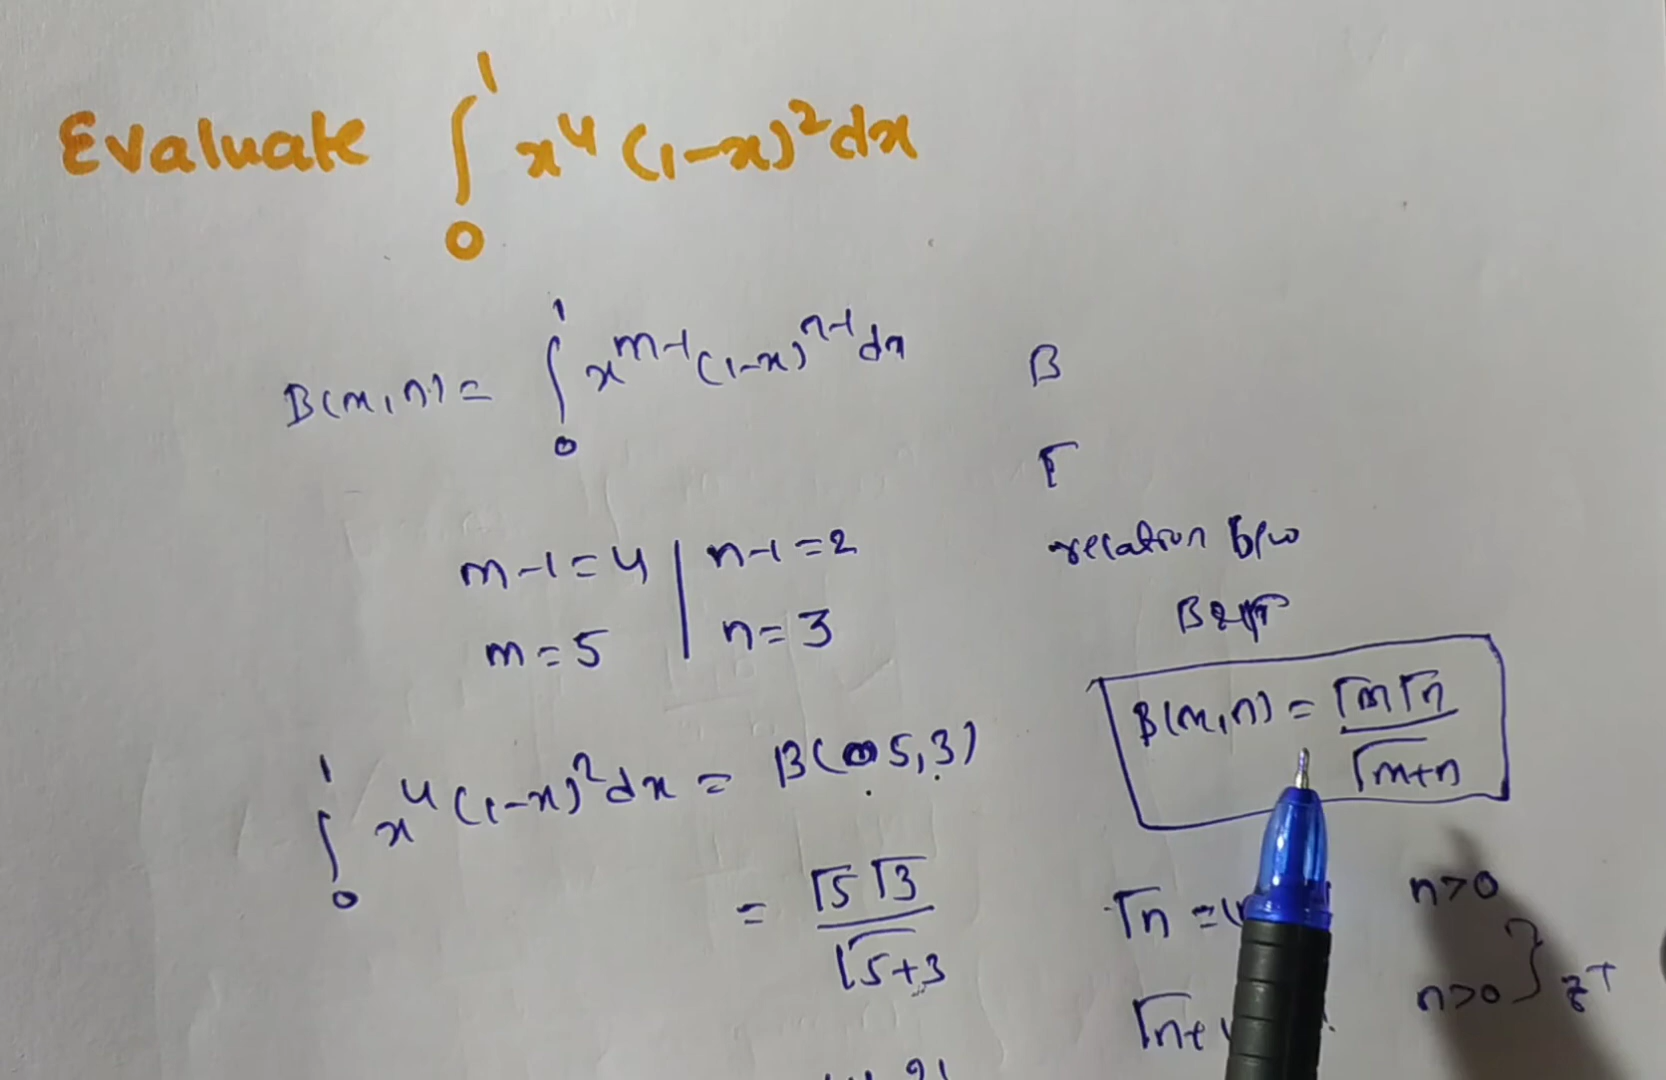 Evaluate ∫₀¹ x⁴ (1-x)² dx
B(m,n) = ∫₀¹ x^{m-1} (1-x)^{n-1} dx
B
Γ
relation b/w
B & Γ
m-1=4 | n-1=2
m=5 | n=3
B(m,n) = Γm Γn / Γm+n
∫₀¹ x⁴ (1-x)² dx = B(5,3)
= Γ5 Γ3 / Γ5+3
Γn = n>0
Γn+ n>0 } z⁺